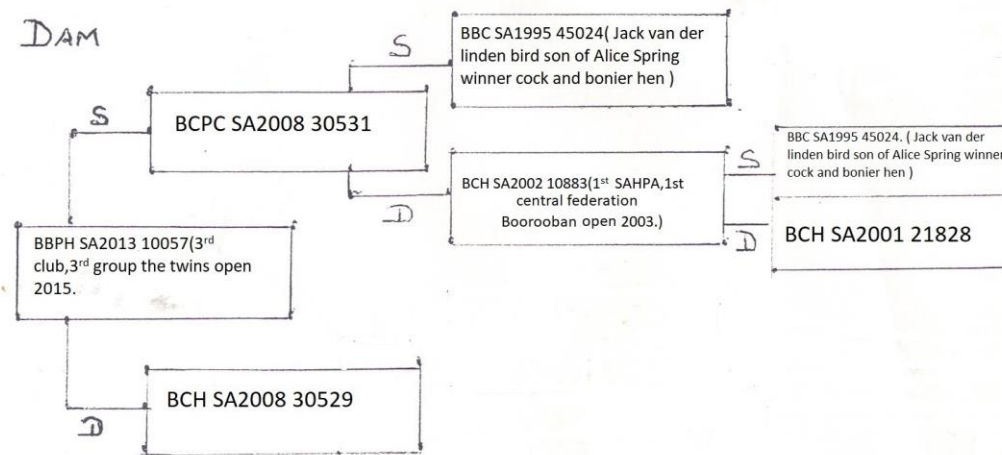 DAM
S
BBC SA1995 45024( Jack van der
linden bird son of Alice Spring
winner cock and bonier hen )
BCPC SA2008 30531
S
D
BCH SA2002 10883(1st SAHPA,1st
central federation
Boorooban open 2003.)
S
BBC SA1995 45024. ( Jack van der
linden bird son of Alice Spring winner
cock and bonier hen )
D
BCH SA2001 21828
BBPH SA2013 10057(3rd
club,3rd group the twins open
2015.
D
BCH SA2008 30529